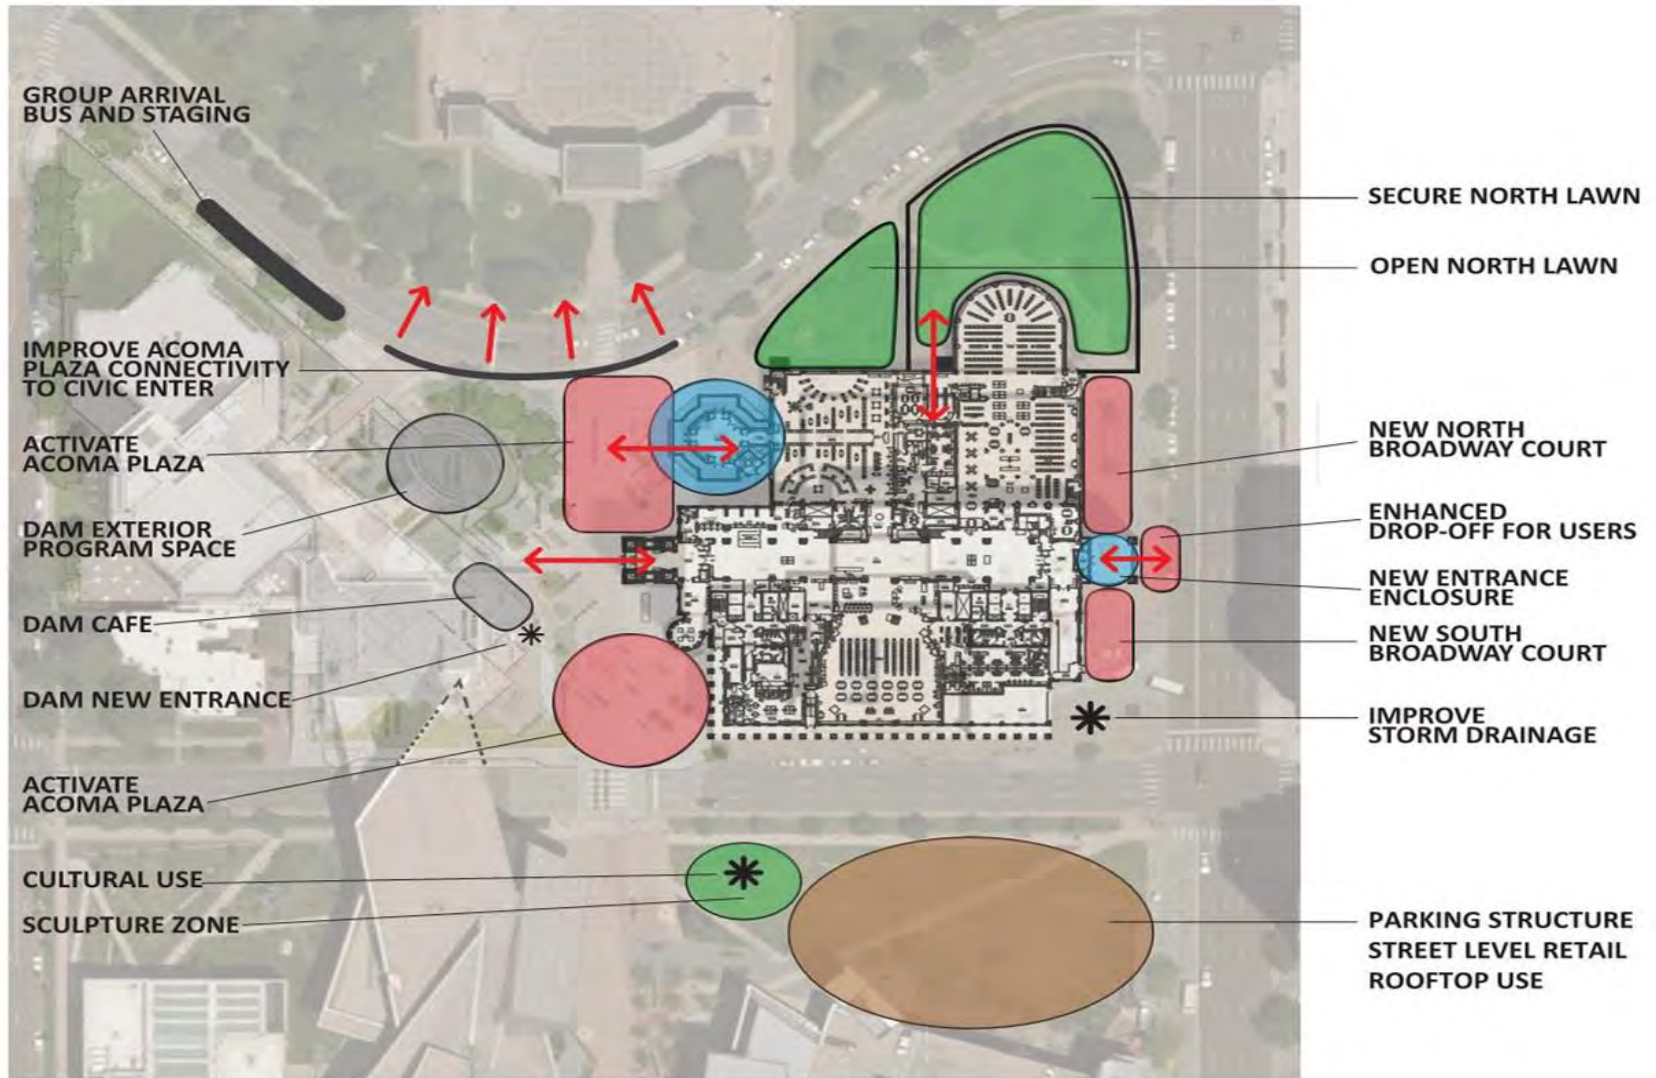 GROUP ARRIVAL
BUS AND STAGING
IMPROVE ACOMA
PLAZA CONNECTIVITY
TO CIVIC ENTER
ACTIVATE
ACOMA PLAZA
DAM EXTERIOR
PROGRAM SPACE
DAM CAFE
DAM NEW ENTRANCE
ACTIVATE
ACOMA PLAZA
CULTURAL USE
SCULPTURE ZONE
SECURE NORTH LAWN
OPEN NORTH LAWN
NEW NORTH
BROADWAY COURT
ENHANCED
DROP-OFF FOR USERS
NEW ENTRANCE
ENCLOSURE
NEW SOUTH
BROADWAY COURT
IMPROVE
STORM DRAINAGE
PARKING STRUCTURE
STREET LEVEL RETAIL
ROOFTOP USE